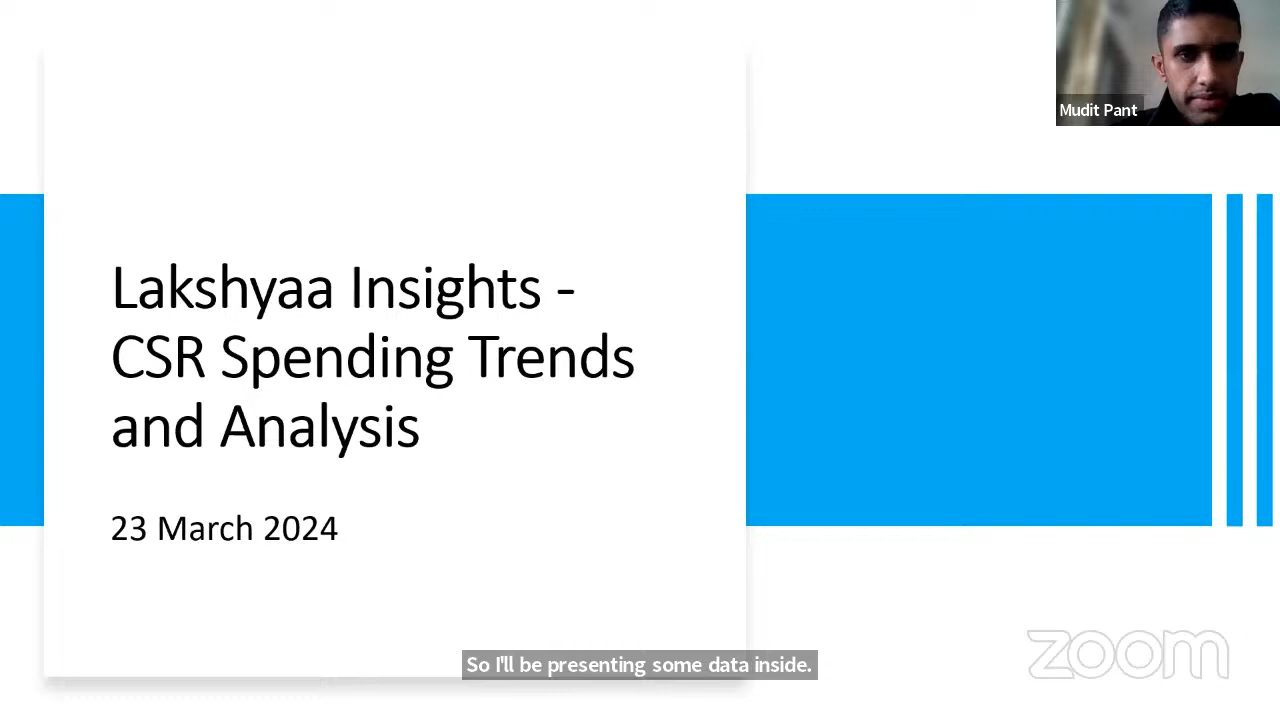 Mudit Pant
Lakshyaa Insights -
CSR Spending Trends
and Analysis
23 March 2024
So I'll be presenting some data inside.
zoom